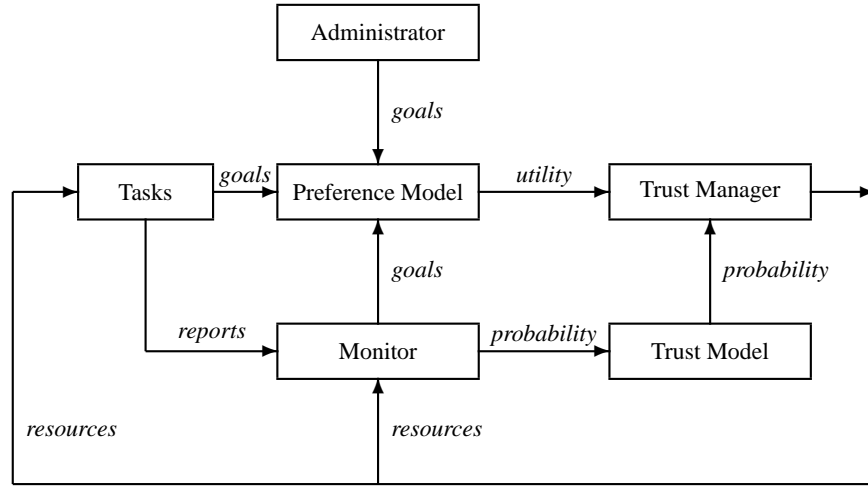 Administrator
goals
Tasks
goals
Preference Model
utility
Trust Manager
goals
probability
reports
Monitor
probability
Trust Model
resources
resources